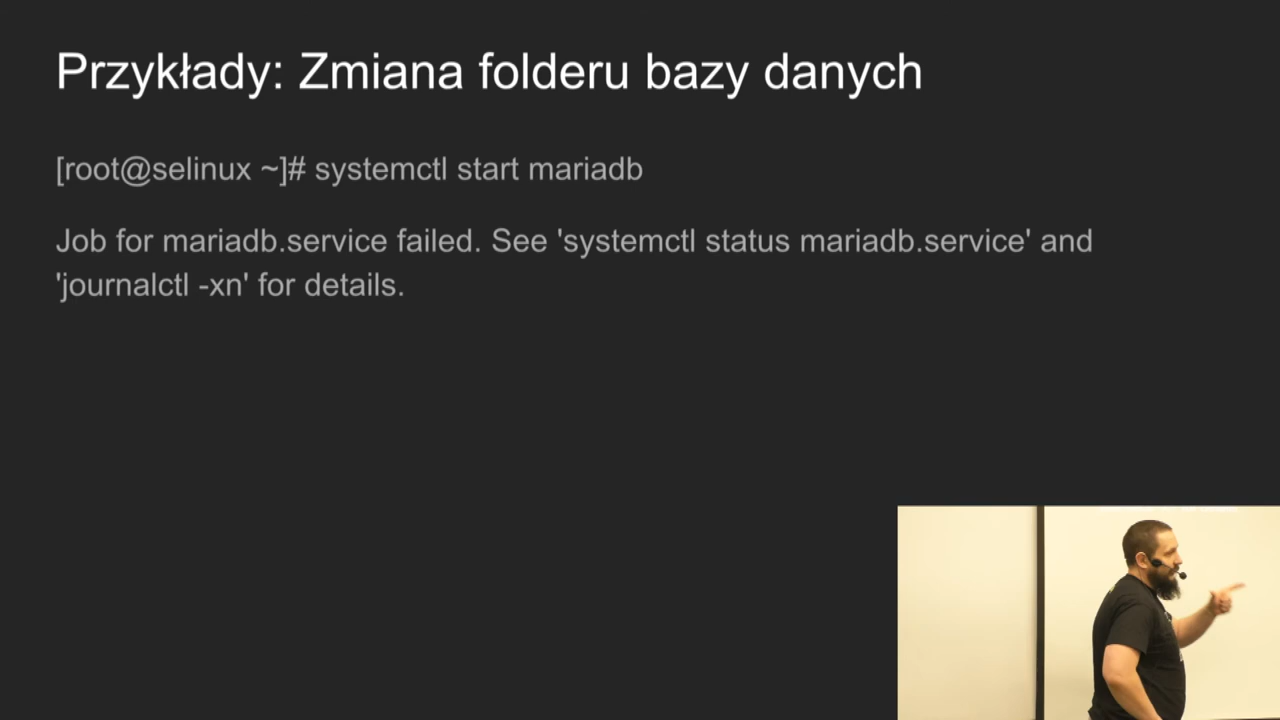 Przykłady: Zmiana folderu bazy danych
[root@selinux ~]# systemctl start mariadb
Job for mariadb.service failed. See 'systemctl status mariadb.service' and
'journalctl -xn' for details.